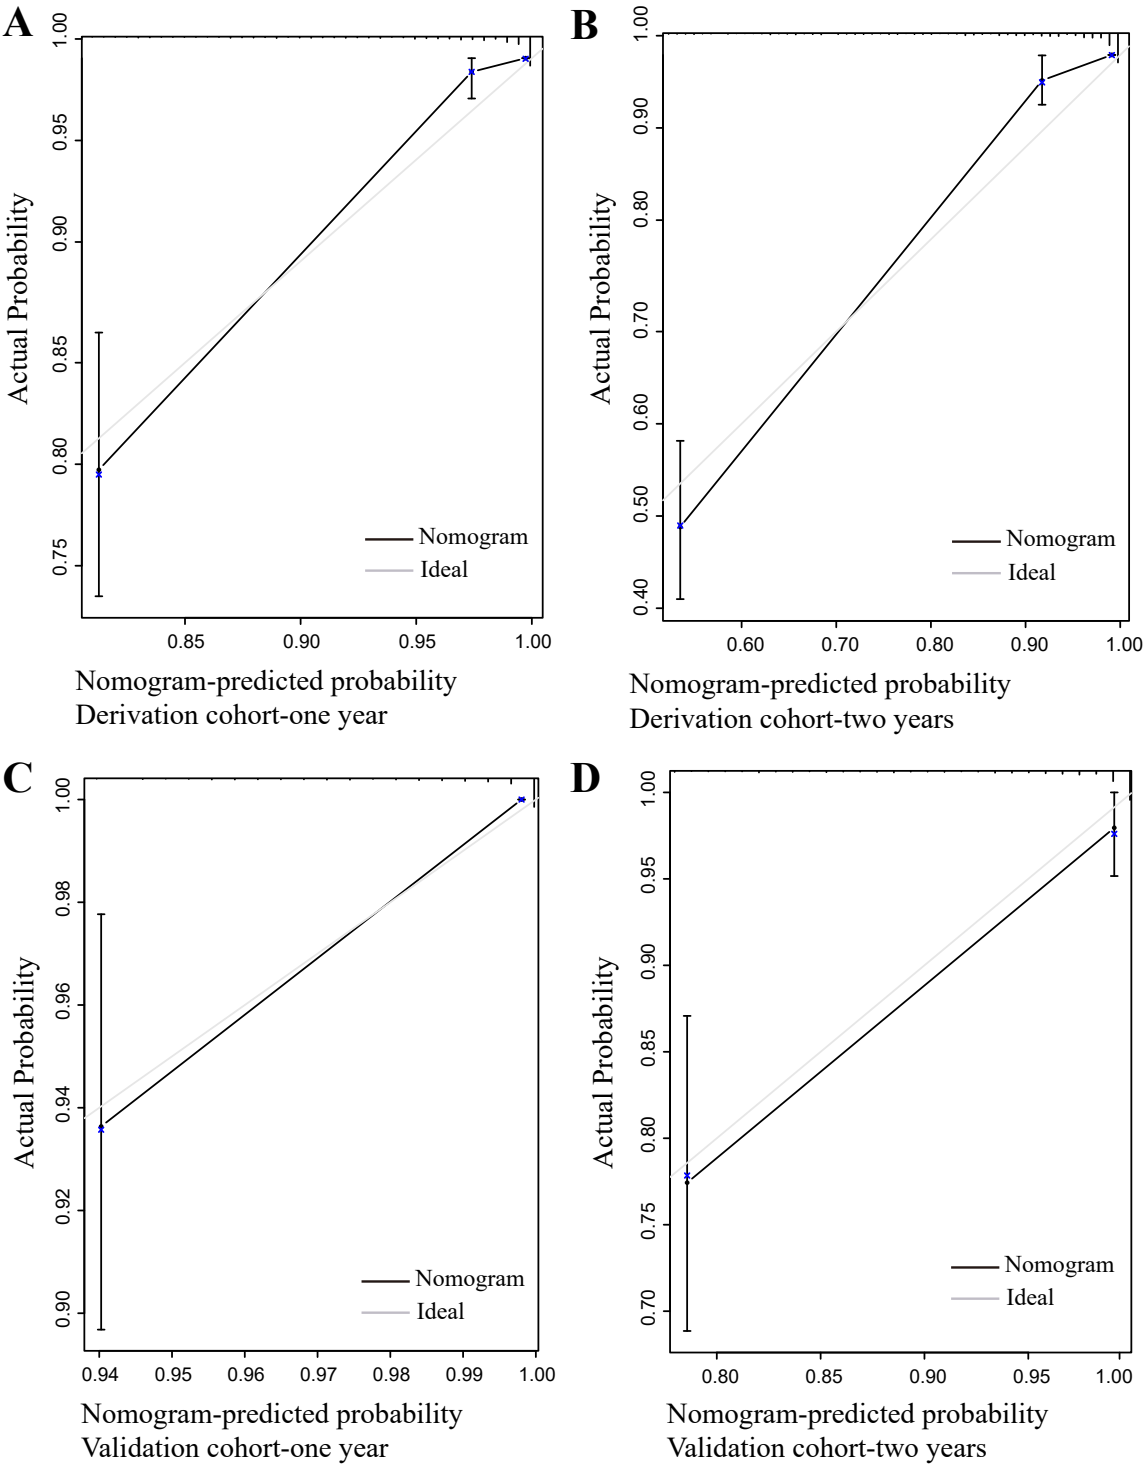 A
1.00
0.95
0.90
0.85
0.80
0.75
Actual Probability
Nomogram
Ideal
0.85 0.90 0.95 1.00
Nomogram-predicted probability
Derivation cohort-one year
B
1.00
0.90
0.80
0.70
0.60
0.50
0.40
Actual Probability
Nomogram
Ideal
0.60 0.70 0.80 0.90 1.00
Nomogram-predicted probability
Derivation cohort-two years
C
1.00
0.98
0.96
0.94
0.92
0.90
Actual Probability
Nomogram
Ideal
0.94 0.95 0.96 0.97 0.98 0.99 1.00
Nomogram-predicted probability
Validation cohort-one year
D
1.00
0.95
0.90
0.85
0.80
0.75
0.70
Actual Probability
Nomogram
Ideal
0.80 0.85 0.90 0.95 1.00
Nomogram-predicted probability
Validation cohort-two years